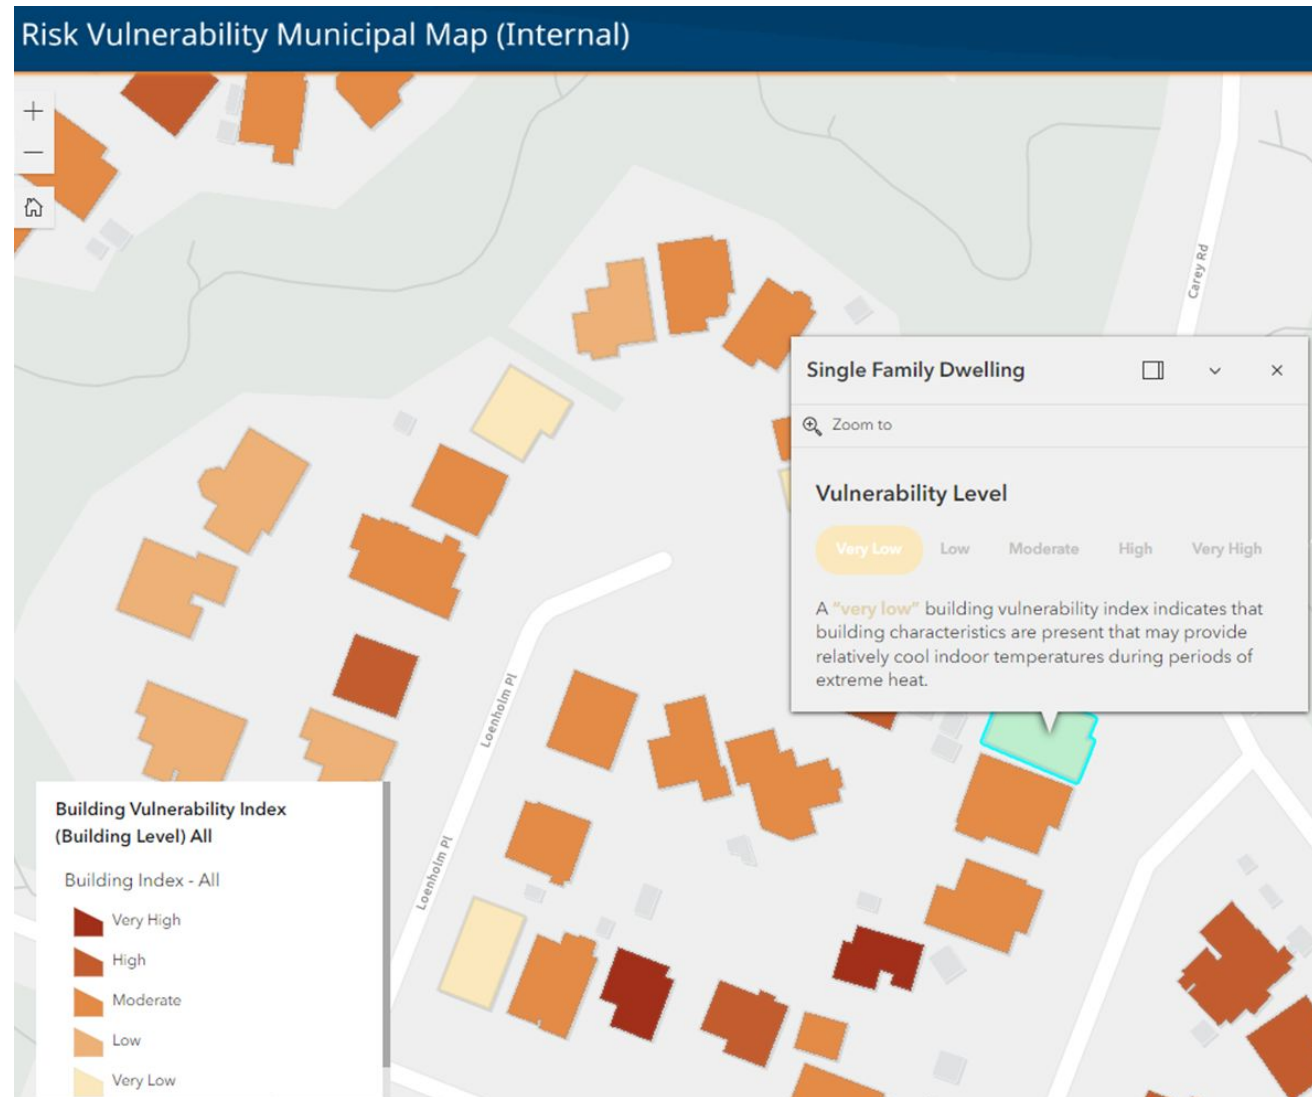 Risk Vulnerability Municipal Map (Internal)
Carey Rd
Single Family Dwelling
Zoom to
Vulnerability Level
Very Low Low Moderate High Very High
A "very low" building vulnerability index indicates that
building characteristics are present that may provide
relatively cool indoor temperatures during periods of
extreme heat.
Loenholm Pl
Loenholm Pl
Building Vulnerability Index
(Building Level) All
Building Index - All
Very High
High
Moderate
Low
Very Low